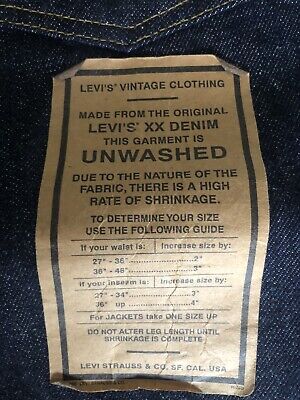 LEVI'S' VINTAGE CLOTHING
MADE FROM THE ORIGINAL
LEVI'S' XX DENIM
THIS GARMENT IS
UNWASHED
DUE TO THE NATURE OF THE
FABRIC, THERE IS A HIGH
RATE OF SHRINKAGE.
TO DETERMINE YOUR SIZE
USE THE FOLLOWING GUIDE
If your waist is: Increase size by:
27" - 36" ........................ 2"
36" - 48" ........................ 3"
If your inseam is: Increase size by:
27" - 34" ........................ 3"
36" up ........................ 4"
For JACKETS take ONE SIZE UP
DO NOT ALTER LEG LENGTH UNTIL
SHRINKAGE IS COMPLETE
LEVI STRAUSS & CO. SF. CAL. USA